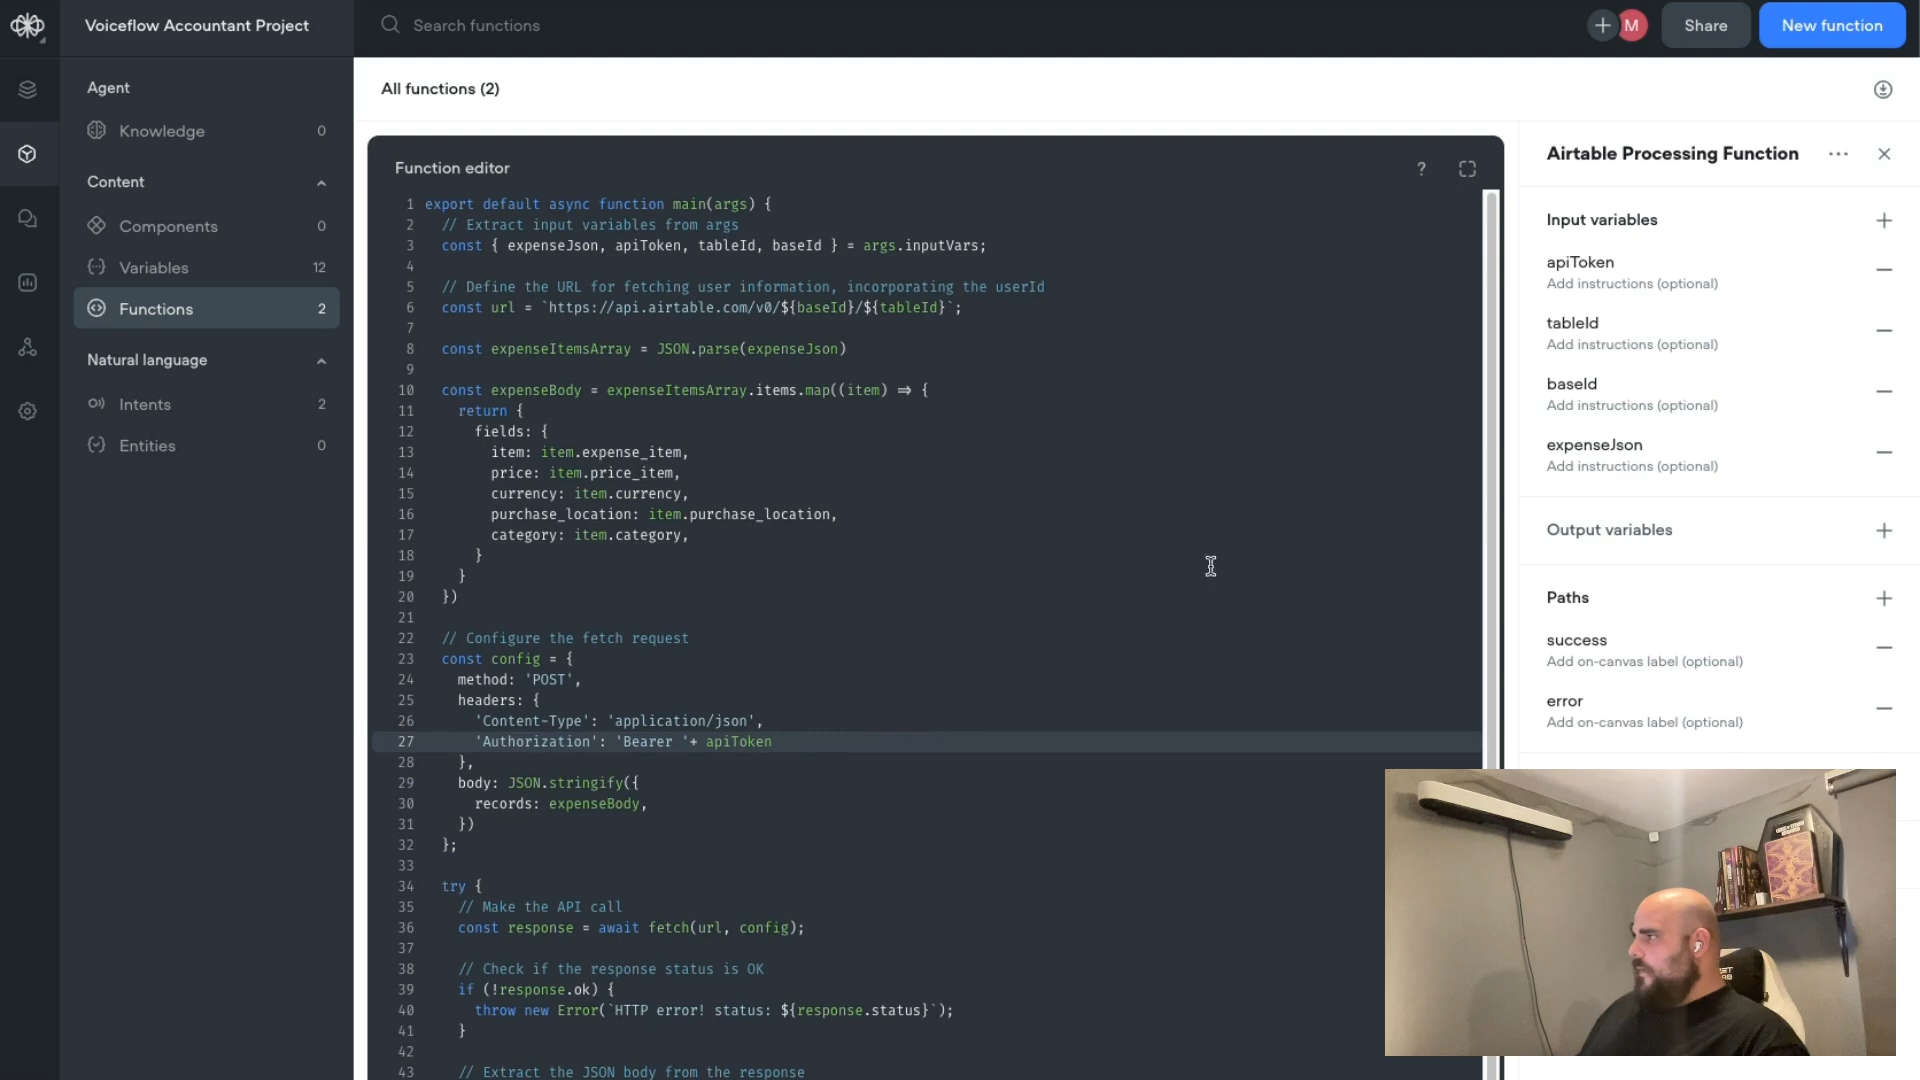 Voiceflow Accountant Project
Search functions
M
Share
New function
Agent
Knowledge 0
Content
Components 0
Variables 12
Functions 2
Natural language
Intents 2
Entities 0
All functions (2)
Function editor
?
1 export default async function main(args) {
2 // Extract input variables from args
3 const { expenseJson, apiToken, tableId, baseId } = args.inputVars;
4
5 // Define the URL for fetching user information, incorporating the userId
6 const url = `https://api.airtable.com/v0/${baseId}/${tableId}`;
7
8 const expenseItemsArray = JSON.parse(expenseJson)
9
10 const expenseBody = expenseItemsArray.items.map((item) => {
11 return {
12 fields: {
13 item: item.expense_item,
14 price: item.price_item,
15 currency: item.currency,
16 purchase_location: item.purchase_location,
17 category: item.category,
18 }
19 }
20 })
21
22 // Configure the fetch request
23 const config = {
24 method: 'POST',
25 headers: {
26 'Content-Type': 'application/json',
27 'Authorization': 'Bearer '+ apiToken
28 },
29 body: JSON.stringify({
30 records: expenseBody,
31 })
32 };
33
34 try {
35 // Make the API call
36 const response = await fetch(url, config);
37
38 // Check if the response status is OK
39 if (!response.ok) {
40 throw new Error(`HTTP error! status: ${response.status}`);
41 }
42
43 // Extract the JSON body from the response
Airtable Processing Function
Input variables
apiToken
Add instructions (optional)
tableId
Add instructions (optional)
baseId
Add instructions (optional)
expenseJson
Add instructions (optional)
Output variables
Paths
success
Add on-canvas label (optional)
error
Add on-canvas label (optional)